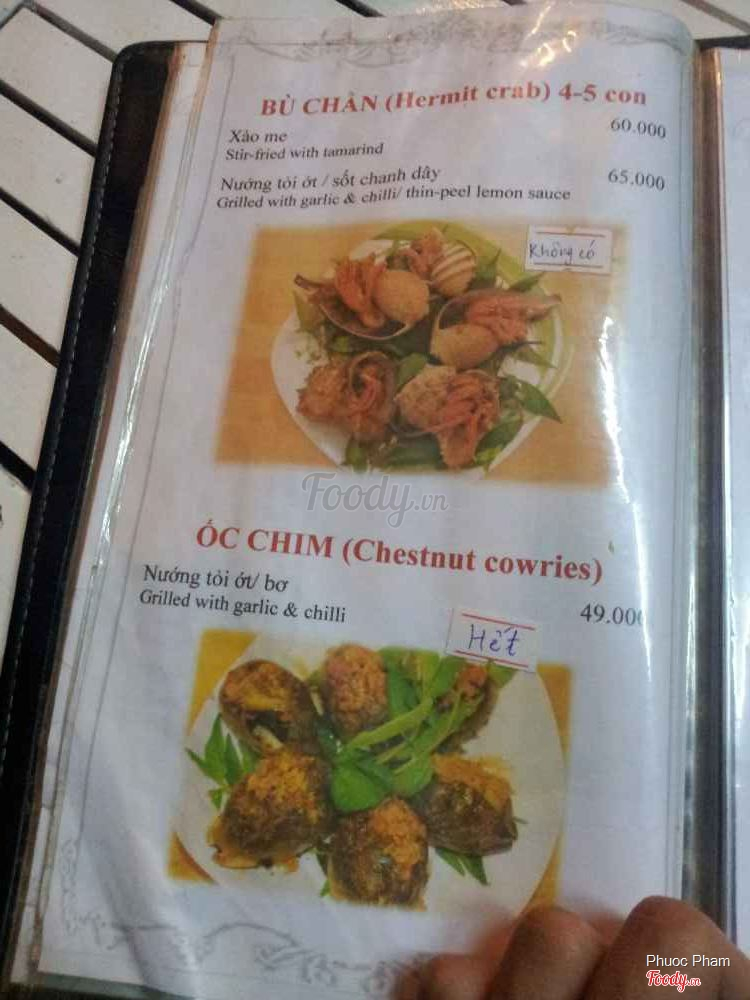 BÙ CHẰN (Hermit crab) 4-5 con
Xào me 60.000
Stir-fried with tamarind
Nướng tỏi ớt / sốt chanh dây 65.000
Grilled with garlic & chilli/ thin-peel lemon sauce
Không có
Foody.vn
ỐC CHIM (Chestnut cowries)
Nướng tỏi ớt/ bơ
Grilled with garlic & chilli 49.000
Hết
Phuoc Pham
Foody.vn